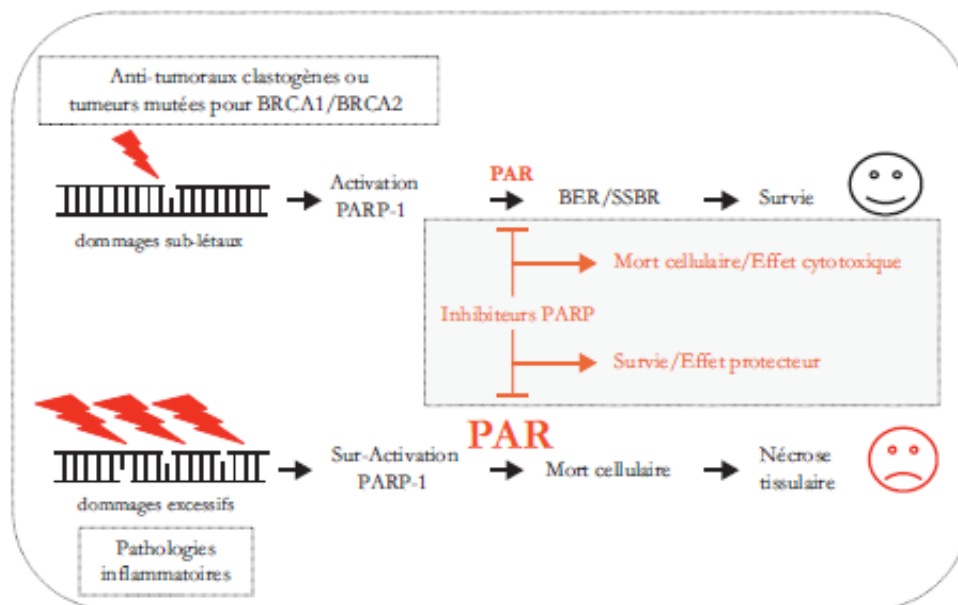 Anti-tumoraux clastogènes ou
tumeurs mutées pour BRCA1/BRCA2
dommages sub-létaux
Activation
PARP-1
PAR
BER/SSBR
Survie
Mort cellulaire/Effet cytotoxique
Inhibiteurs PARP
Survie/Effet protecteur
dommages excessifs
Sur-Activation
PARP-1
PAR
Mort cellulaire
Nécrose
tissulaire
Pathologies
inflammatoires